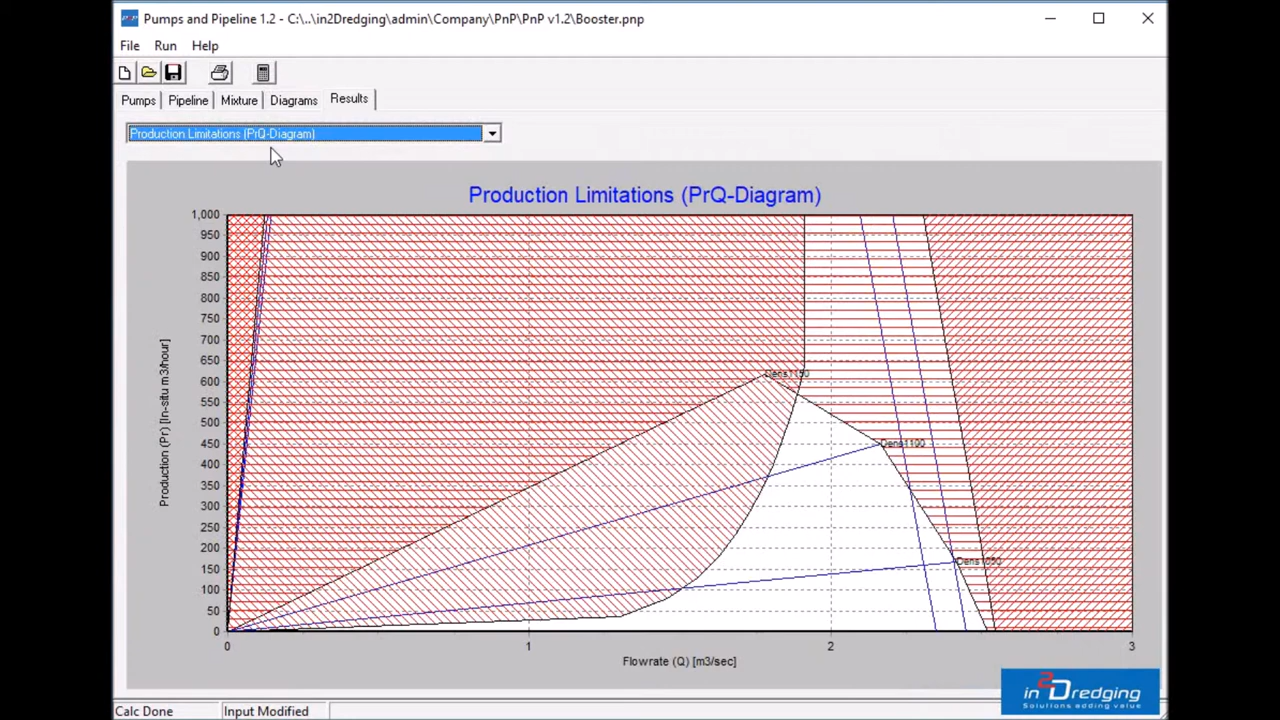 Pumps and Pipeline 1.2 - C:\..\in2Dredging\admin\Company\PnP\PnP v1.2\Booster.pnp
File Run Help
Pumps Pipeline Mixture Diagrams Results
Production Limitations (PrQ-Diagram)
Production Limitations (PrQ-Diagram)
1,000
950
900
850
800
750
700
650
600
550
500
450
400
350
300
250
200
150
100
50
0
Production (Pr) [In-situ m3/hour]
Dens1150
Dens1100
Dens1050
0 1 2 3
Flowrate (Q) [m3/sec]
in2Dredging
Solutions adding value
Calc Done Input Modified